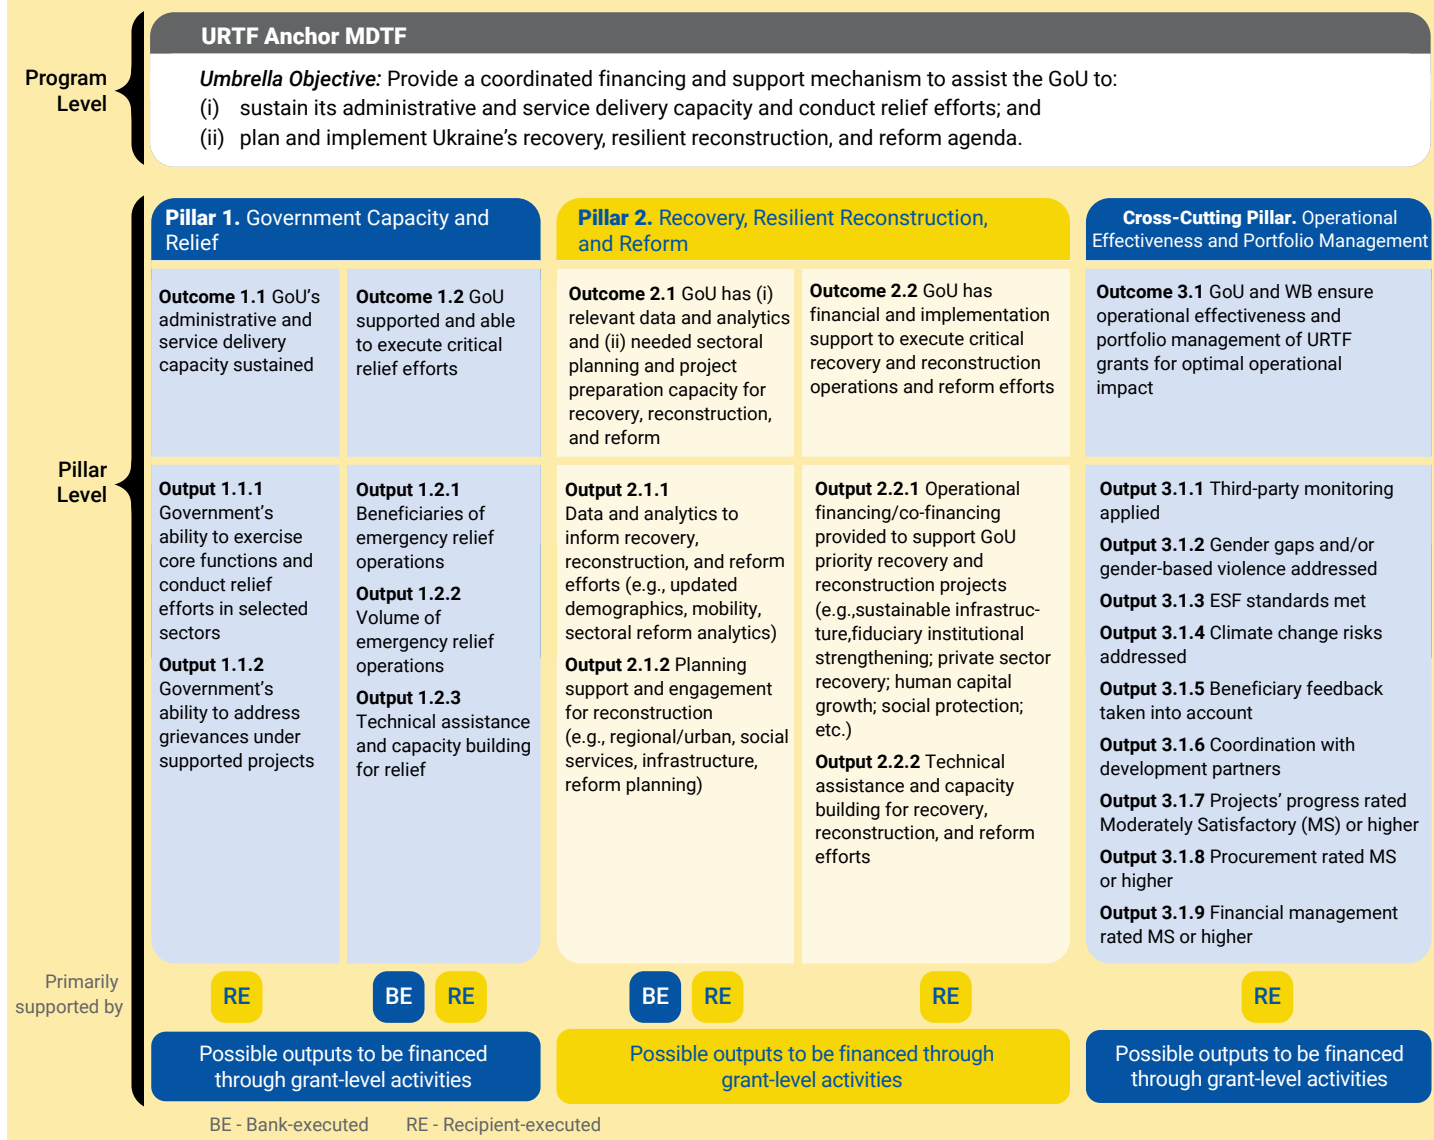 URTF Anchor MDTF
Program
Level
Umbrella Objective: Provide a coordinated financing and support mechanism to assist the GoU to:
(i) sustain its administrative and service delivery capacity and conduct relief efforts; and
(ii) plan and implement Ukraine's recovery, resilient reconstruction, and reform agenda.
Pillar
Level
Pillar 1. Government Capacity and
Relief
Outcome 1.1 GoU's
administrative and
service delivery
capacity sustained
Outcome 1.2 GoU
supported and able
to execute critical
relief efforts
Output 1.1.1
Government's
ability to exercise
core functions and
conduct relief
efforts in selected
sectors
Output 1.1.2
Government's
ability to address
grievances under
supported projects
Output 1.2.1
Beneficiaries of
emergency relief
operations
Output 1.2.2
Volume of
emergency relief
operations
Output 1.2.3
Technical assistance
and capacity building
for relief
Pillar 2. Recovery, Resilient Reconstruction,
and Reform
Outcome 2.1 GoU has (i)
relevant data and analytics
and (ii) needed sectoral
planning and project
preparation capacity for
recovery, reconstruction,
and reform
Outcome 2.2 GoU has
financial and implementation
support to execute critical
recovery and reconstruction
operations and reform efforts
Output 2.1.1
Data and analytics to
inform recovery,
reconstruction, and reform
efforts (e.g., updated
demographics, mobility,
sectoral reform analytics)
Output 2.1.2 Planning
support and engagement
for reconstruction
(e.g., regional/urban, social
services, infrastructure,
reform planning)
Output 2.2.1 Operational
financing/co-financing
provided to support GoU
priority recovery and
reconstruction projects
(e.g.,sustainable infrastruc-
ture,fiduciary institutional
strengthening; private sector
recovery; human capital
growth; social protection;
etc.)
Output 2.2.2 Technical
assistance and capacity
building for recovery,
reconstruction, and reform
efforts
Cross-Cutting Pillar. Operational
Effectiveness and Portfolio Management
Outcome 3.1 GoU and WB ensure
operational effectiveness and
portfolio management of URTF
grants for optimal operational
impact
Output 3.1.1 Third-party monitoring
applied
Output 3.1.2 Gender gaps and/or
gender-based violence addressed
Output 3.1.3 ESF standards met
Output 3.1.4 Climate change risks
addressed
Output 3.1.5 Beneficiary feedback
taken into account
Output 3.1.6 Coordination with
development partners
Output 3.1.7 Projects' progress rated
Moderately Satisfactory (MS) or higher
Output 3.1.8 Procurement rated MS
or higher
Output 3.1.9 Financial management
rated MS or higher
Primarily
supported by
RE
BE RE
BE RE
RE
RE
Possible outputs to be financed
through grant-level activities
Possible outputs to be financed through
grant-level activities
Possible outputs to be financed
through grant-level activities
BE - Bank-executed RE - Recipient-executed